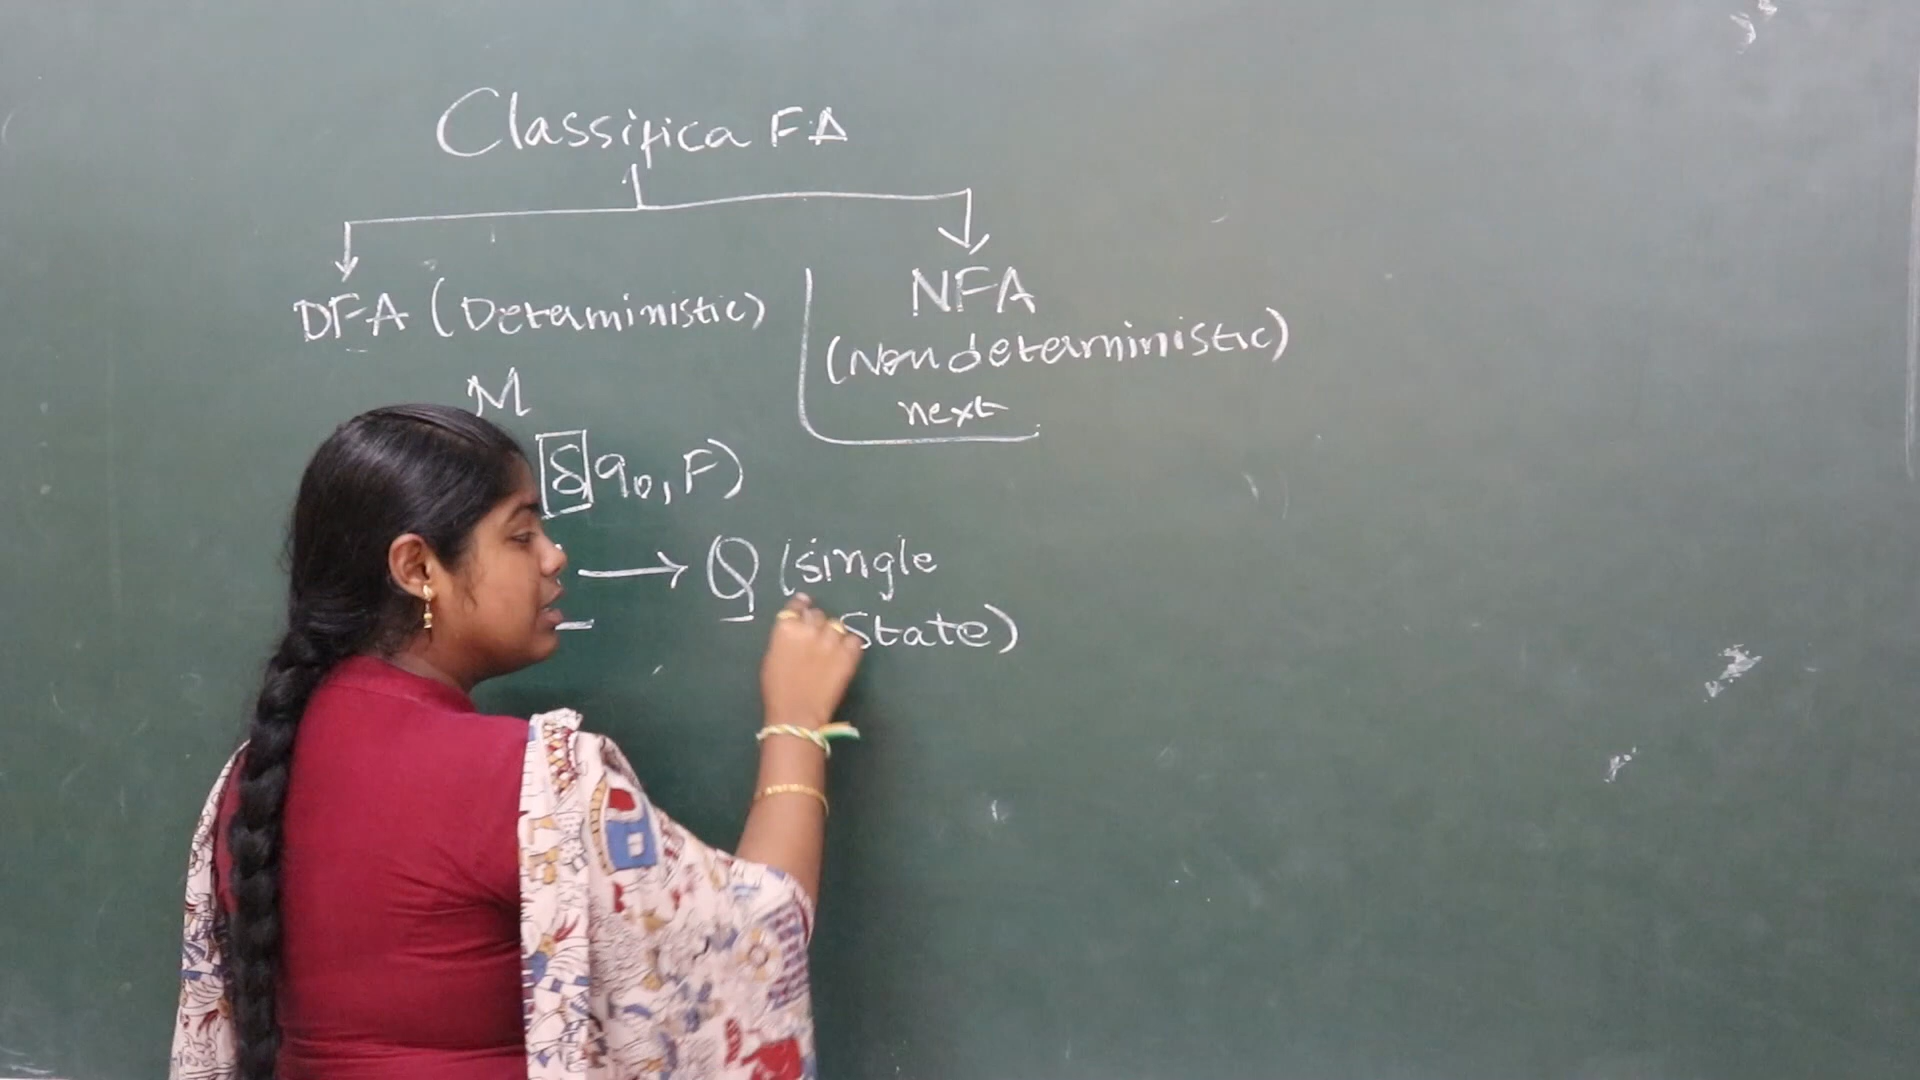 Classifica FA
DFA (Deterministic)
NFA
(Nondeterministic)
next
M
δ q0, F)
→ Q (single
State)